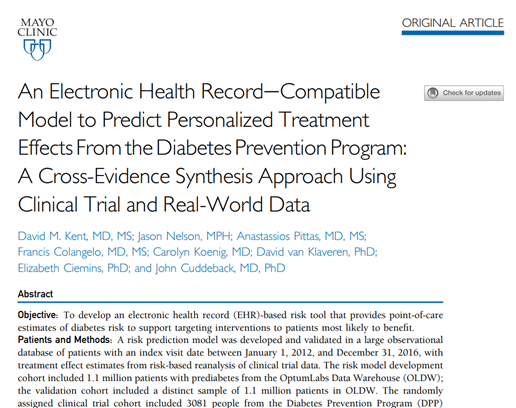 MAYO
CLINIC
ORIGINAL ARTICLE
An Electronic Health Record—Compatible
Check for updates
Model to Predict Personalized Treatment
Effects From the Diabetes Prevention Program:
A Cross-Evidence Synthesis Approach Using
Clinical Trial and Real-World Data
David M. Kent, MD, MS; Jason Nelson, MPH; Anastassios Pittas, MD, MS;
Francis Colangelo, MD, MS; Carolyn Koenig, MD; David van Klaveren, PhD;
Elizabeth Ciemins, PhD; and John Cuddeback, MD, PhD
Abstract
Objective: To develop an electronic health record (EHR)-based risk tool that provides point-of-care
estimates of diabetes risk to support targeting interventions to patients most likely to benefit.
Patients and Methods: A risk prediction model was developed and validated in a large observational
database of patients with an index visit date between January 1, 2012, and December 31, 2016, with
treatment effect estimates from risk-based reanalysis of clinical trial data. The risk model development
cohort included 1.1 million patients with prediabetes from the OptumLabs Data Warehouse (OLDW);
the validation cohort included a distinct sample of 1.1 million patients in OLDW. The randomly
assigned clinical trial cohort included 3081 people from the Diabetes Prevention Program (DPP)